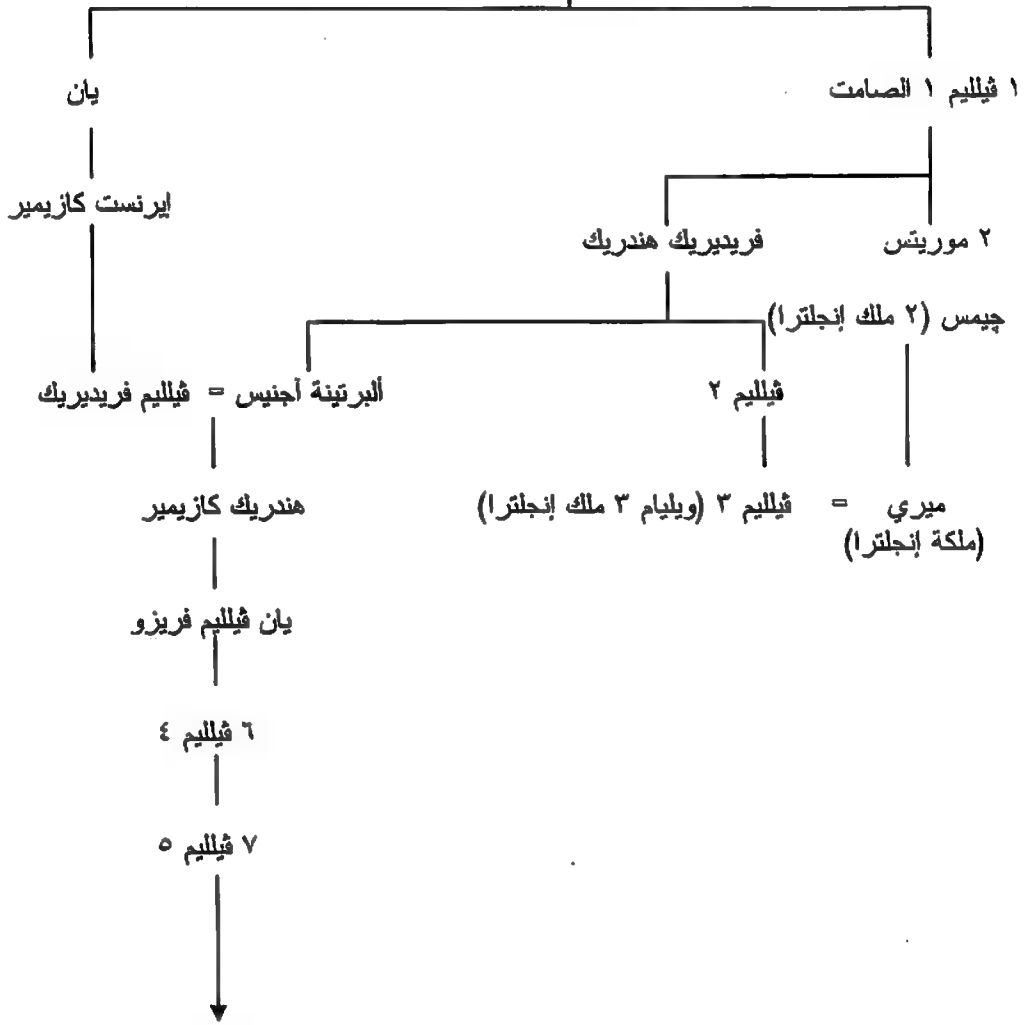 ١ ڤيلليم ١ الصامت
يان
إيرنست كازيمير
٢ موريتس
فريديريك هندريك
چيمس (٢ ملك إنجلترا)
ڤيلليم ٢
ألبرتينة آجنيس = ڤيلليم فريديريك
ميري = ڤيلليم ٣ (ويليام ٣ ملك إنجلترا)
(ملكة إنجلترا)
هندريك كازيمير
يان ڤيلليم فريزو
٦ ڤيلليم ٤
٧ ڤيلليم ٥